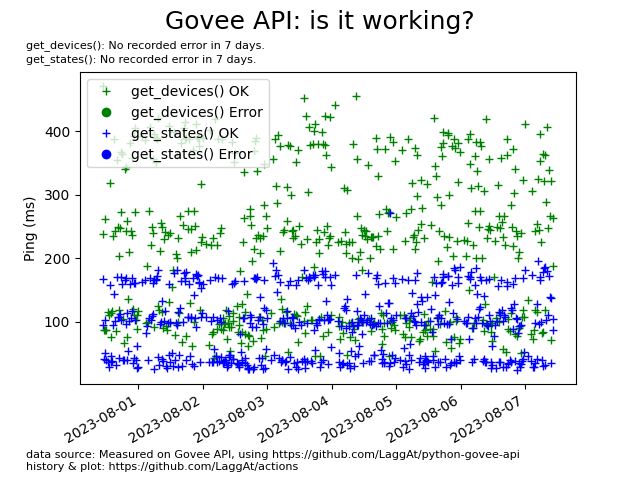 Govee API: is it working?
get_devices(): No recorded error in 7 days.
get_states(): No recorded error in 7 days.
get_devices() OK
get_devices() Error
get_states() OK
get_states() Error
400
300
200
100
Ping (ms)
2023-08-01
2023-08-02
2023-08-03
2023-08-04
2023-08-05
2023-08-06
2023-08-07
data source: Measured on Govee API, using https://github.com/LaggAt/python-govee-api
history & plot: https://github.com/LaggAt/actions